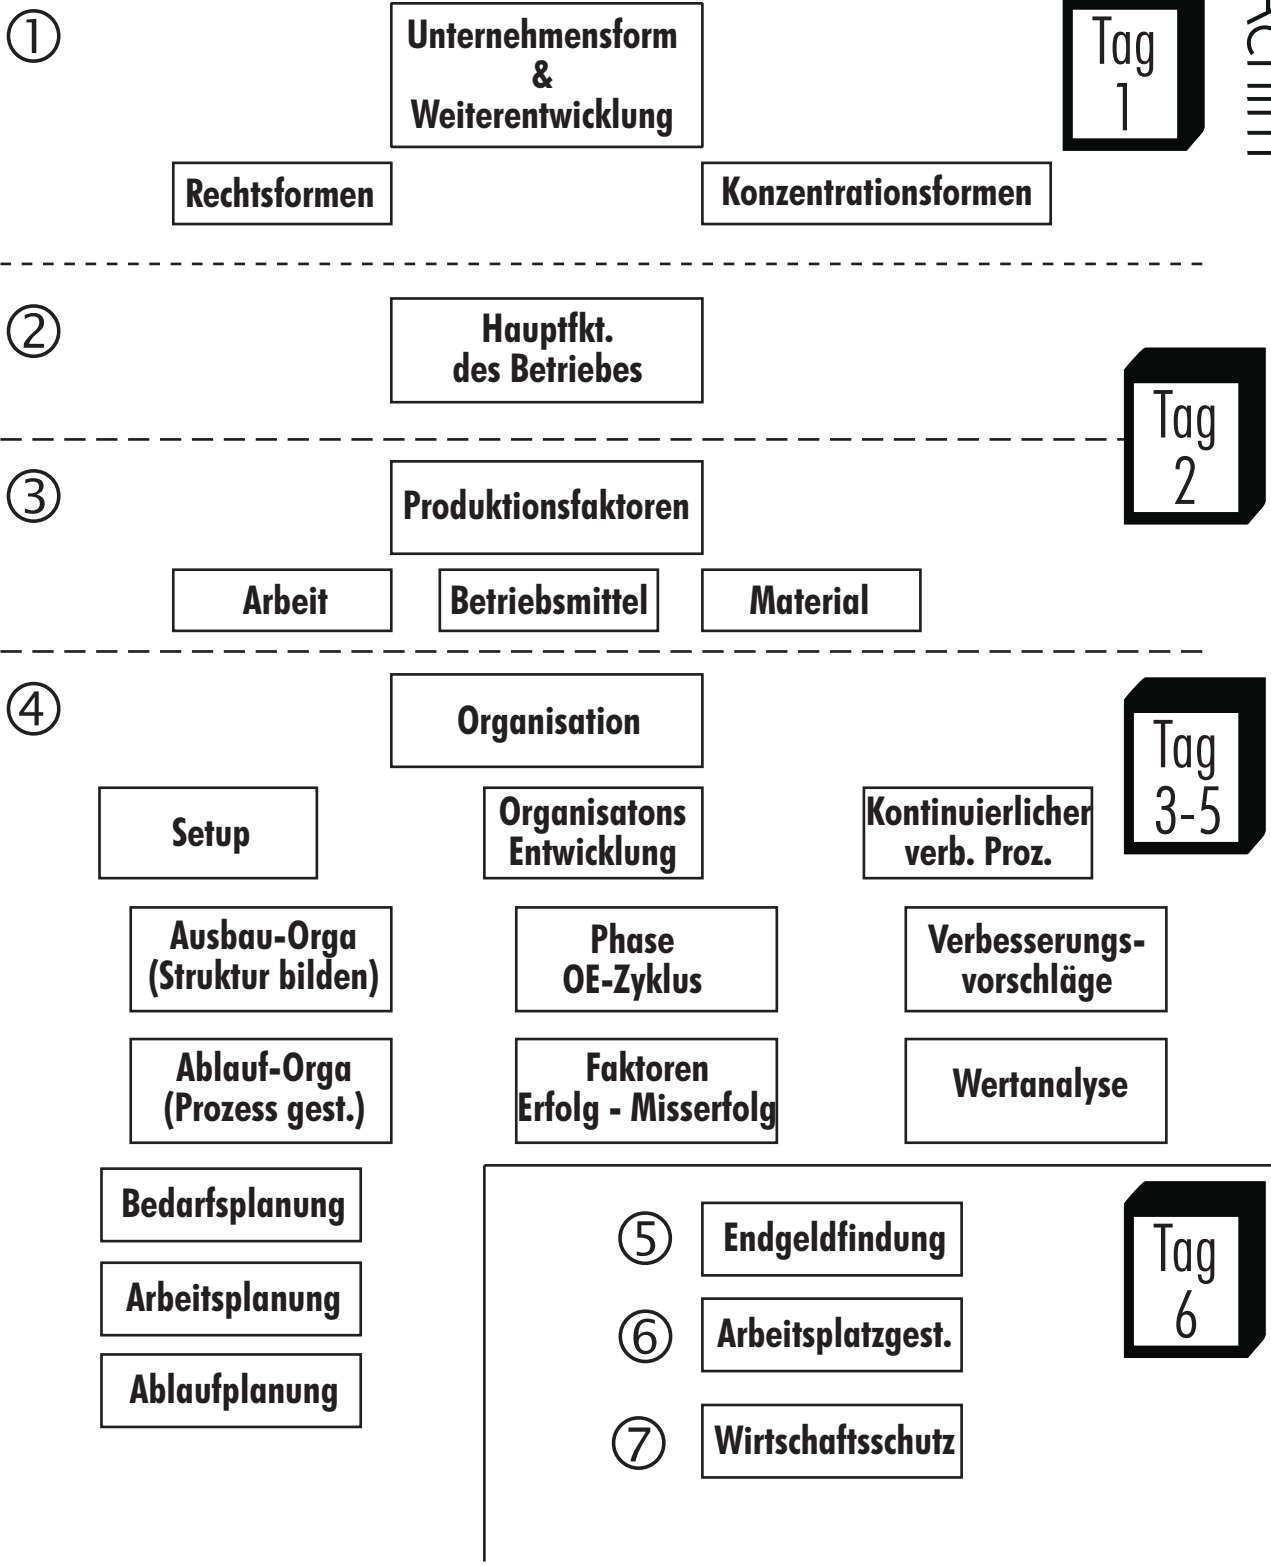 ①
Unternehmensform
&
Weiterentwicklung
Tag
1
Rechtsformen
Konzentrationsformen
②
Hauptfkt.
des Betriebes
Tag
2
③
Produktionsfaktoren
Arbeit
Betriebsmittel
Material
④
Organisation
Tag
3-5
Setup
Organisatons
Entwicklung
Kontinuierlicher
verb. Proz.
Ausbau-Orga
(Struktur bilden)
Phase
OE-Zyklus
Verbesserungs-
vorschläge
Ablauf-Orga
(Prozess gest.)
Faktoren
Erfolg - Misserfolg
Wertanalyse
Bedarfsplanung
Arbeitsplanung
Ablaufplanung
⑤
Endgeldfindung
⑥
Arbeitsplatzgest.
⑦
Wirtschaftsschutz
Tag
6